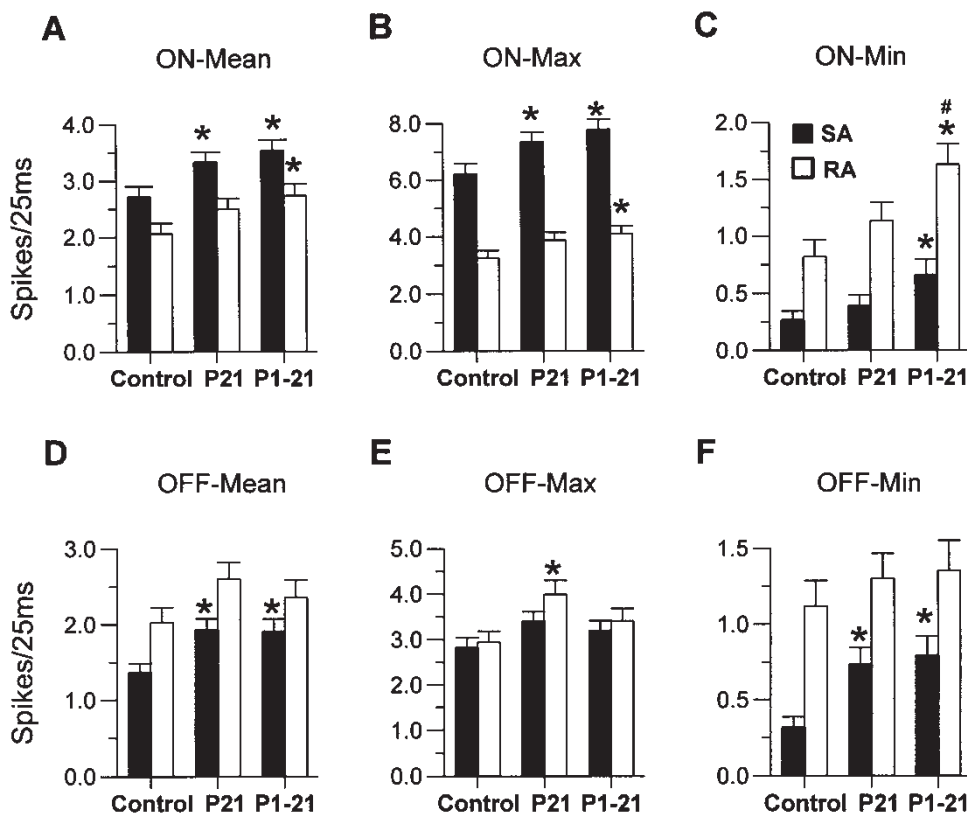 A
ON-Mean
Spikes/25ms
4.0
3.0
2.0
1.0
0.0
*
*
*
Control P21 P1-21
B
ON-Max
8.0
6.0
4.0
2.0
0.0
*
*
*
Control P21 P1-21
C
ON-Min
2.0
1.5
1.0
0.5
0.0
SA
RA
#
*
*
Control P21 P1-21
D
OFF-Mean
Spikes/25ms
3.0
2.0
1.0
0.0
*
*
Control P21 P1-21
E
OFF-Max
5.0
4.0
3.0
2.0
1.0
0.0
*
Control P21 P1-21
F
OFF-Min
1.5
1.0
0.5
0.0
*
*
Control P21 P1-21